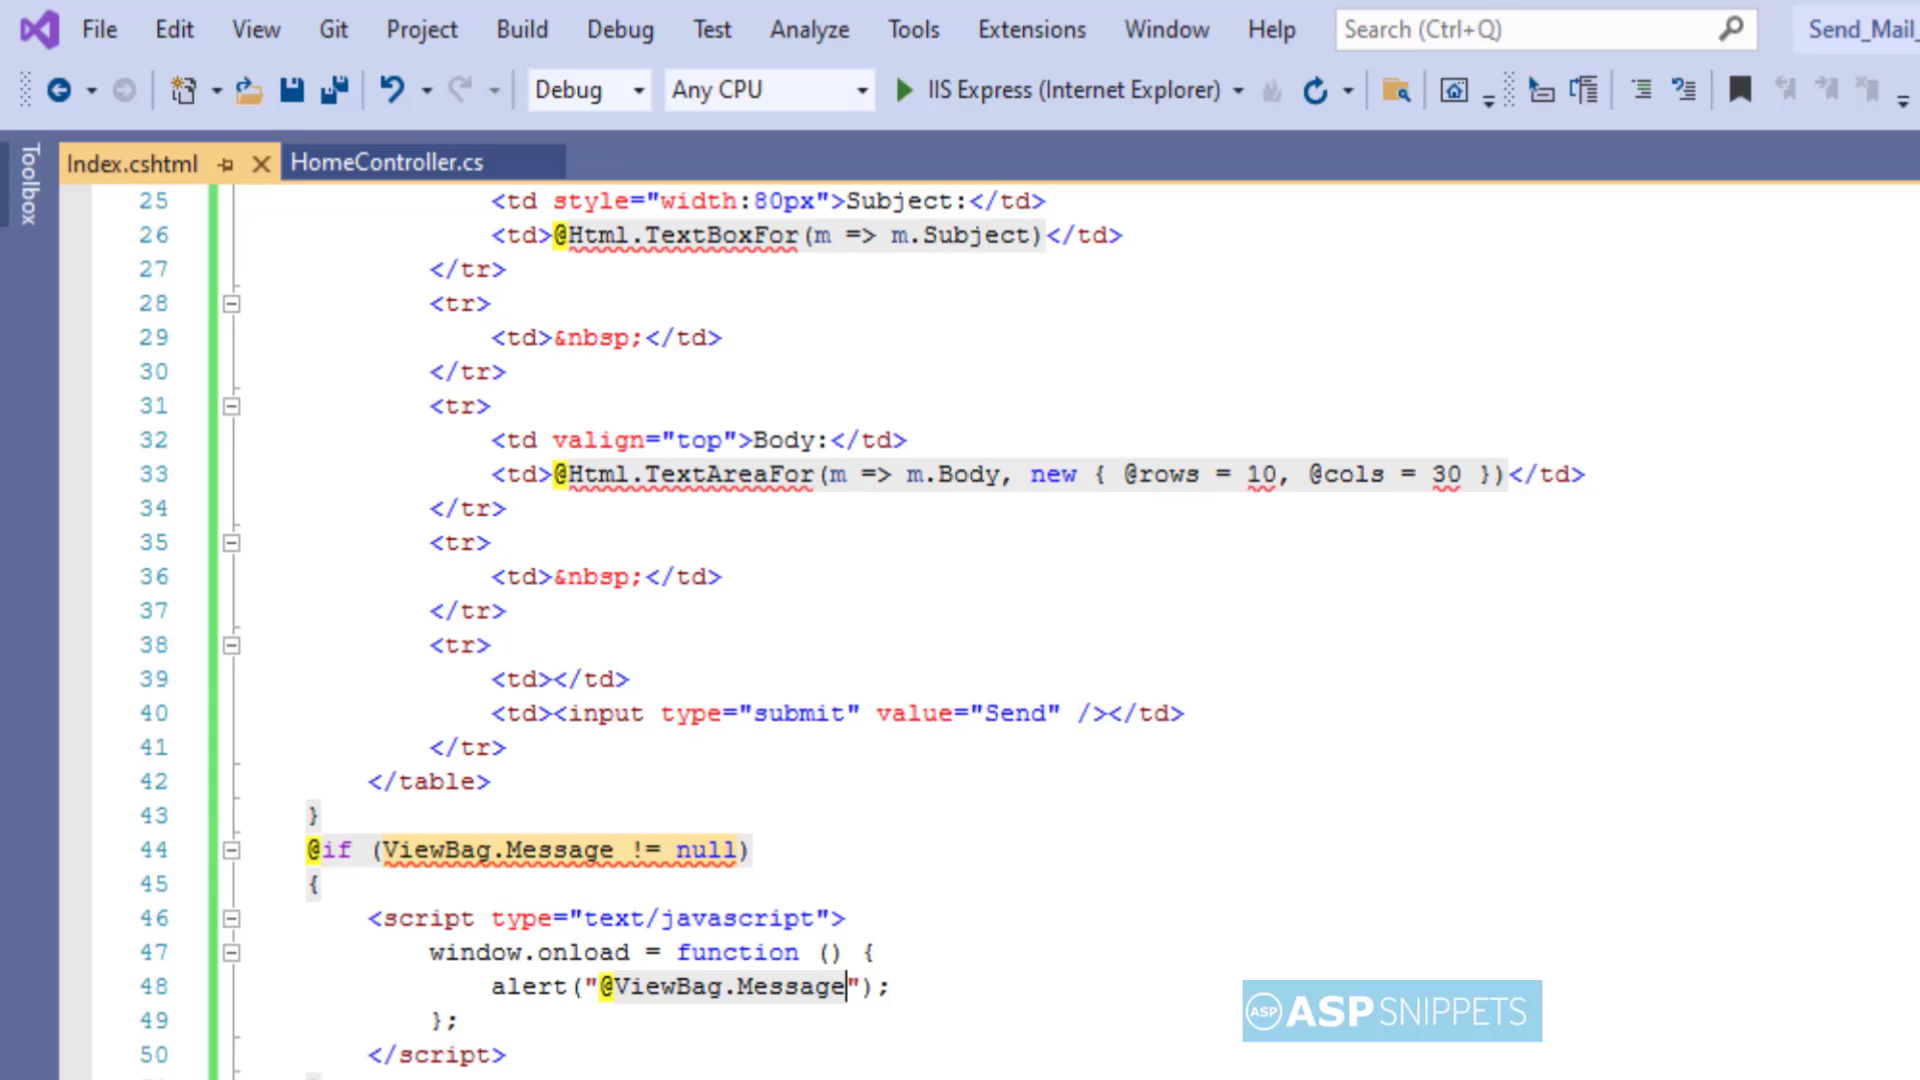 File Edit View Git Project Build Debug Test Analyze Tools Extensions Window Help Search (Ctrl+Q) Send_Mail_
Debug Any CPU IIS Express (Internet Explorer)
Toolbox
Index.cshtml HomeController.cs
25 <td style="width:80px">Subject:</td>
26 <td>@Html.TextBoxFor(m => m.Subject)</td>
27 </tr>
28 <tr>
29 <td>&nbsp;</td>
30 </tr>
31 <tr>
32 <td valign="top">Body:</td>
33 <td>@Html.TextAreaFor(m => m.Body, new { @rows = 10, @cols = 30 })</td>
34 </tr>
35 <tr>
36 <td>&nbsp;</td>
37 </tr>
38 <tr>
39 <td></td>
40 <td><input type="submit" value="Send" /></td>
41 </tr>
42 </table>
43 }
44 @if (ViewBag.Message != null)
45 {
46 <script type="text/javascript">
47 window.onload = function () {
48 alert("@ViewBag.Message");
49 };
50 </script>
ASP ASPSNIPPETS